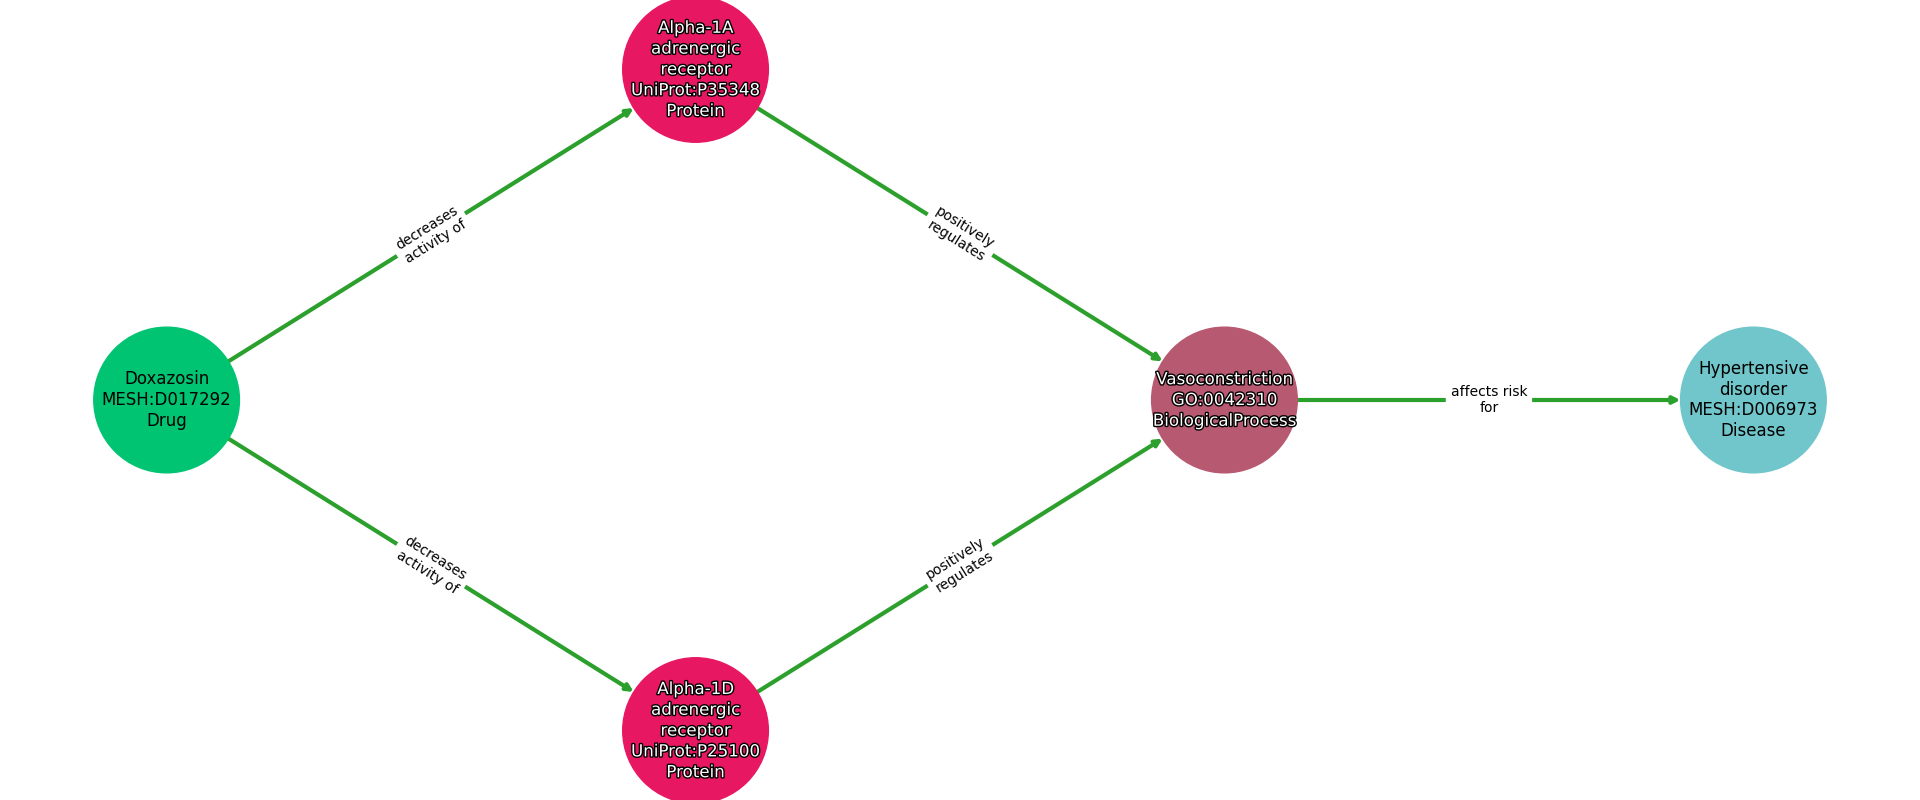 Alpha-1A
adrenergic
receptor
UniProt:P35348
Protein
decreases
activity of
positively
regulates
Doxazosin
MESH:D017292
Drug
Vasoconstriction
GO:0042310
BiologicalProcess
affects risk
for
Hypertensive
disorder
MESH:D006973
Disease
decreases
activity of
positively
regulates
Alpha-1D
adrenergic
receptor
UniProt:P25100
Protein